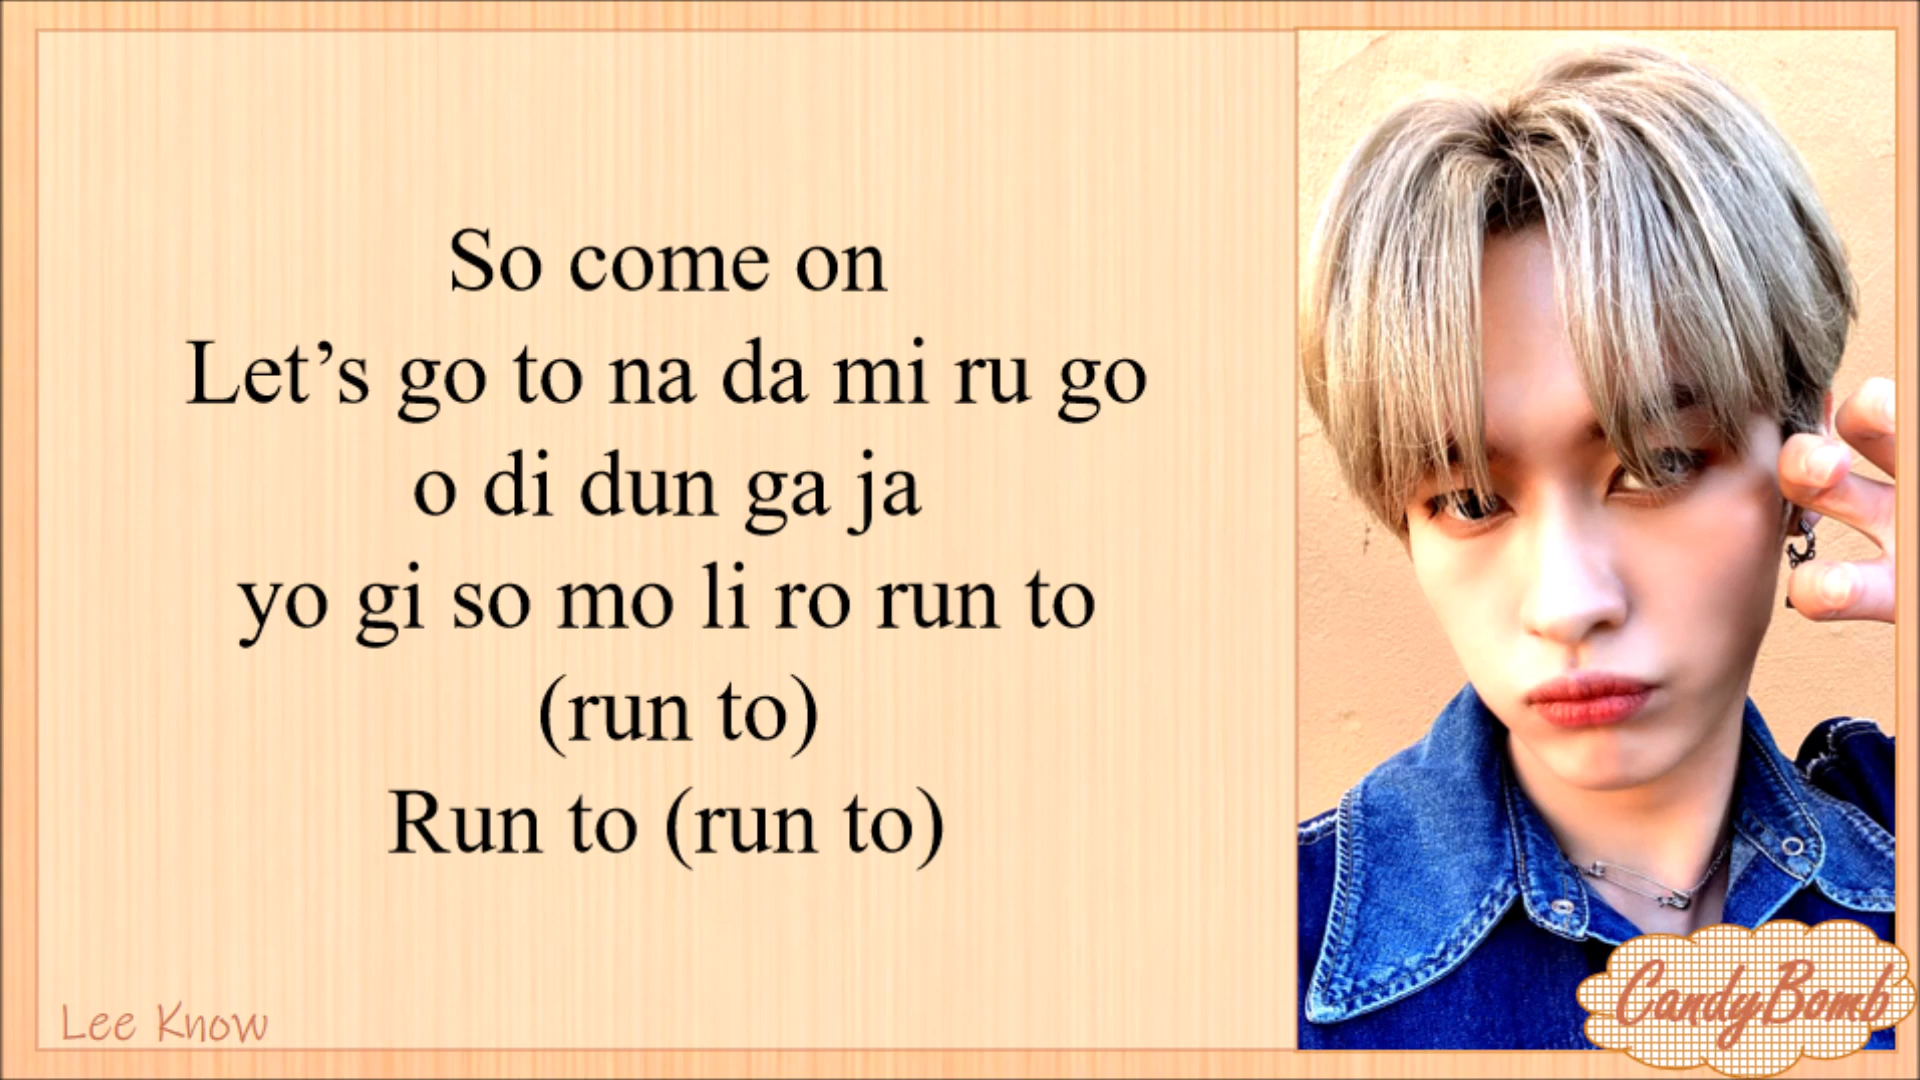 So come on
Let’s go to na da mi ru go
o di dun ga ja
yo gi so mo li ro run to
(run to)
Run to (run to)
Lee Know
CandyBomb